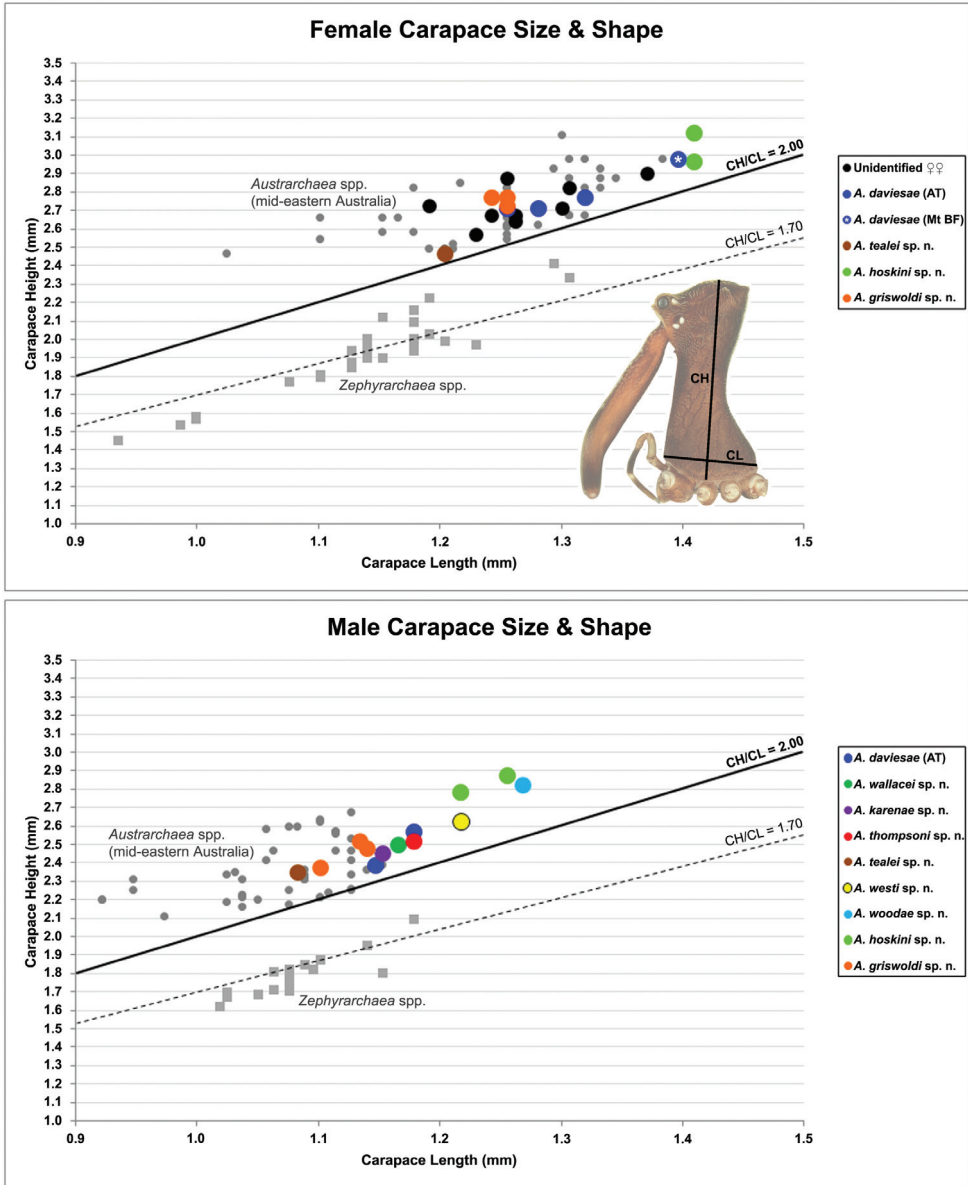 Female Carapace Size & Shape
Carapace Height (mm)
3.5
3.4
3.3
3.2
3.1
3.0
2.9
2.8
2.7
2.6
2.5
2.4
2.3
2.2
2.1
2.0
1.9
1.8
1.7
1.6
1.5
1.4
1.3
1.2
1.1
1.0
Austrarchaea spp.
(mid-eastern Australia)
CH/CL = 2.00
CH/CL = 1.70
Zephyrarchaea spp.
CH
CL
0.9 1.0 1.1 1.2 1.3 1.4 1.5
Carapace Length (mm)
Unidentified ♀♀
A. daviesae (AT)
A. daviesae (Mt BF)
A. tealei sp. n.
A. hoskini sp. n.
A. griswoldi sp. n.
Male Carapace Size & Shape
Carapace Height (mm)
3.5
3.4
3.3
3.2
3.1
3.0
2.9
2.8
2.7
2.6
2.5
2.4
2.3
2.2
2.1
2.0
1.9
1.8
1.7
1.6
1.5
1.4
1.3
1.2
1.1
1.0
Austrarchaea spp.
(mid-eastern Australia)
CH/CL = 2.00
CH/CL = 1.70
Zephyrarchaea spp.
0.9 1.0 1.1 1.2 1.3 1.4 1.5
Carapace Length (mm)
A. daviesae (AT)
A. wallacei sp. n.
A. karenae sp. n.
A. thompsoni sp. n.
A. tealei sp. n.
A. westi sp. n.
A. woodae sp. n.
A. hoskini sp. n.
A. griswoldi sp. n.